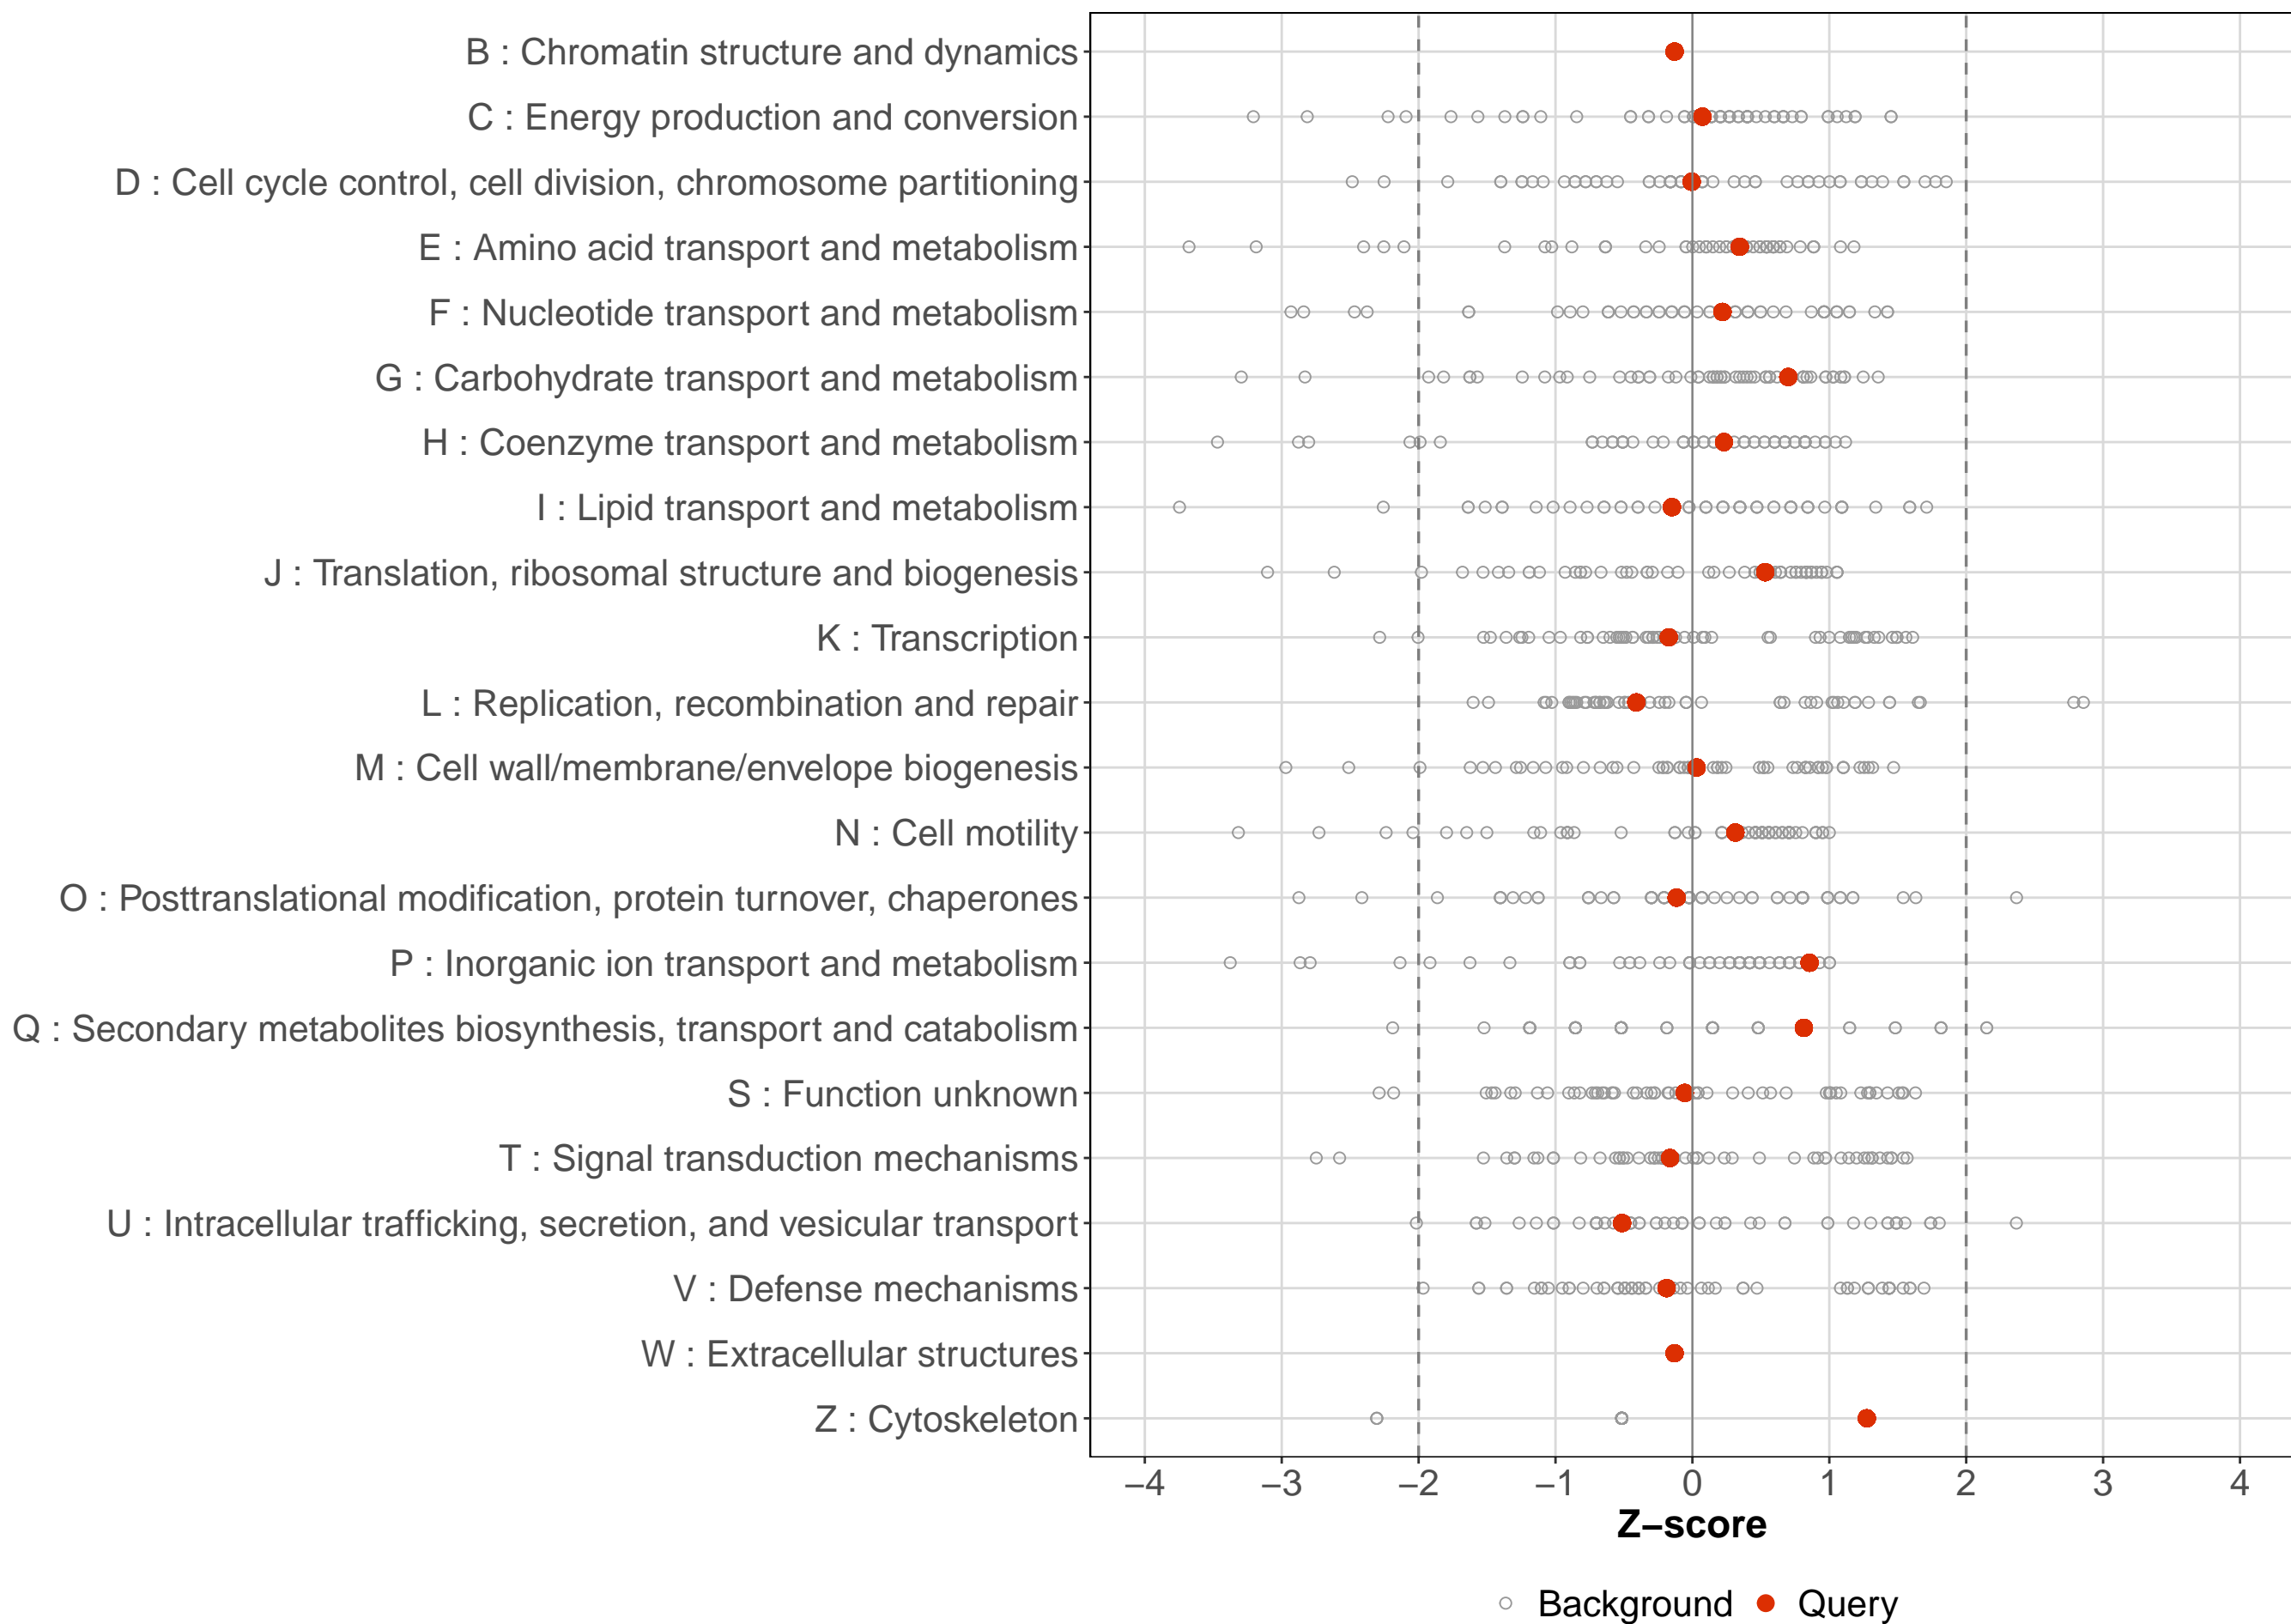 B : Chromatin structure and dynamics
C : Energy production and conversion
D : Cell cycle control, cell division, chromosome partitioning
E : Amino acid transport and metabolism
F : Nucleotide transport and metabolism
G : Carbohydrate transport and metabolism
H : Coenzyme transport and metabolism
I : Lipid transport and metabolism
J : Translation, ribosomal structure and biogenesis
K : Transcription
L : Replication, recombination and repair
M : Cell wall/membrane/envelope biogenesis
N : Cell motility
O : Posttranslational modification, protein turnover, chaperones
P : Inorganic ion transport and metabolism
Q : Secondary metabolites biosynthesis, transport and catabolism
S : Function unknown
T : Signal transduction mechanisms
U : Intracellular trafficking, secretion, and vesicular transport
V : Defense mechanisms
W : Extracellular structures
Z : Cytoskeleton
−4 −3 −2 −1 0 1 2 3 4
Z−score
Background Query